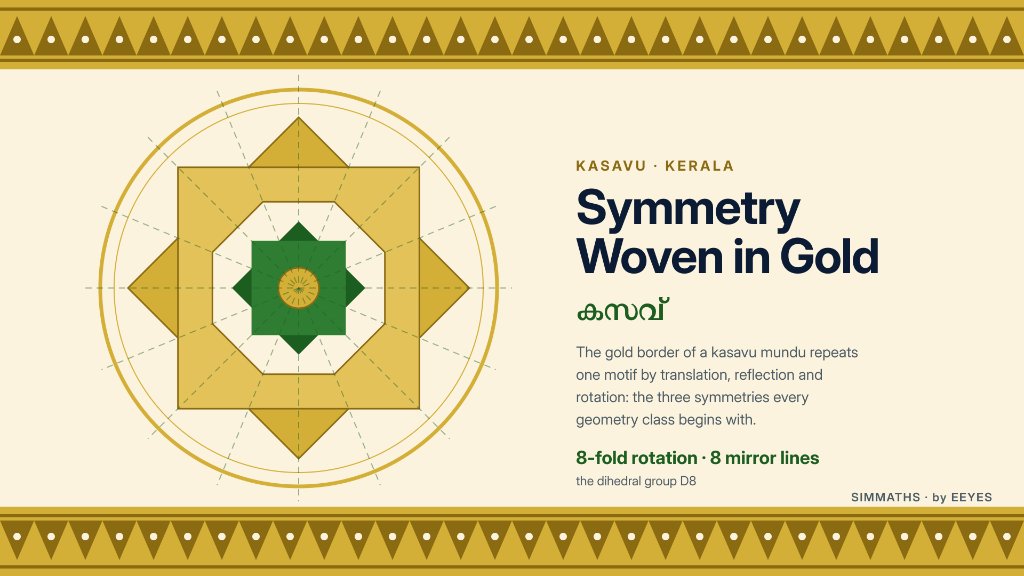 KASAVU · KERALA
Symmetry
Woven in Gold
കസവ്
The gold border of a kasavu mundu repeats
one motif by translation, reflection and
rotation: the three symmetries every
geometry class begins with.
8-fold rotation · 8 mirror lines
the dihedral group D8
SIMMATHS · by EEYES